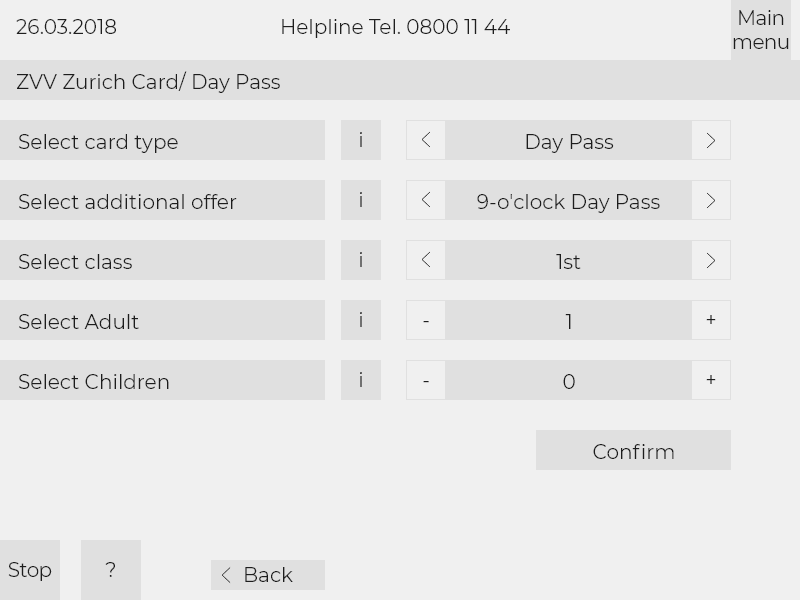 26.03.2018 Helpline Tel. 0800 11 44 Main
menu
ZVV Zurich Card/ Day Pass
Select card type i < Day Pass >
Select additional offer i < 9-o'clock Day Pass >
Select class i < 1st >
Select Adult i - 1 +
Select Children i - 0 +
Confirm
Stop ? < Back